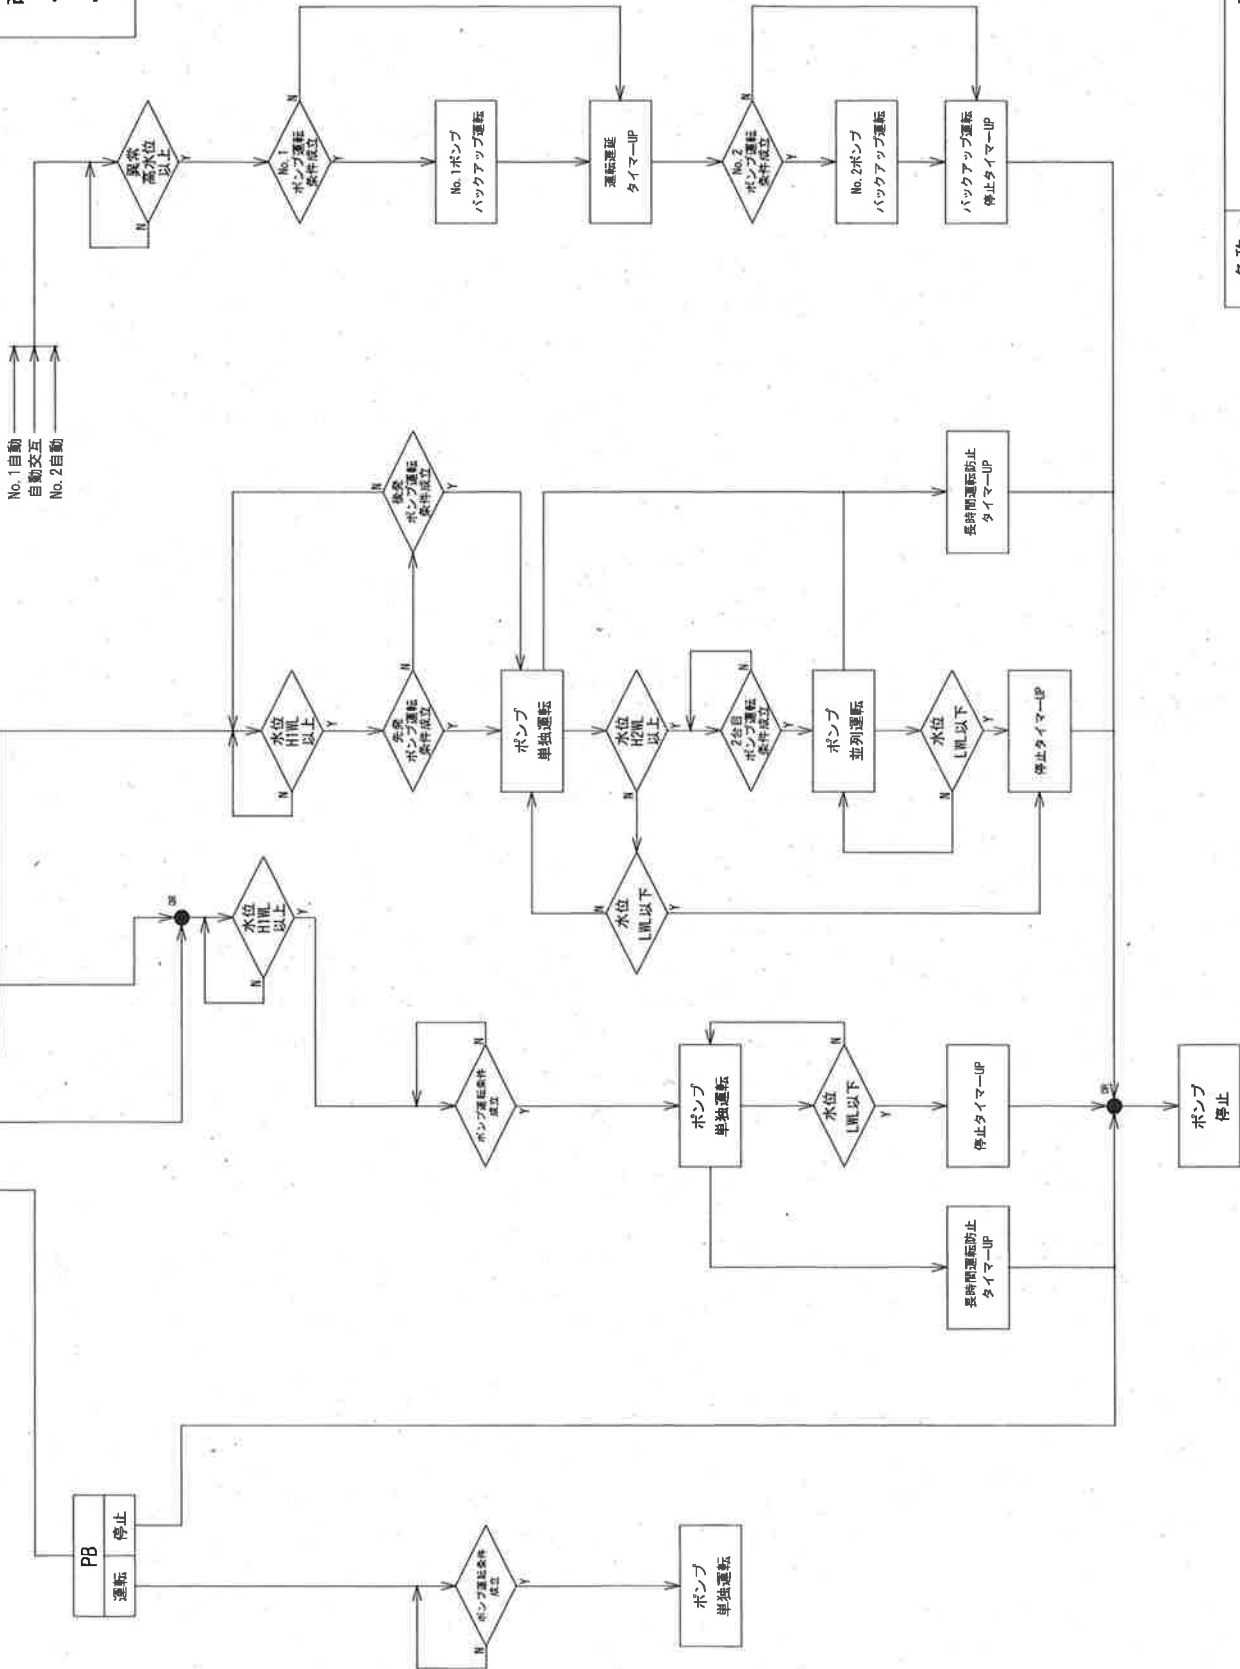 PB
運転
停止
ポンプ運転条件
成立
N
Y
ポンプ
単独運転
OR
水位
H1WL
以上
N
Y
ポンプ運転条件
成立
N
Y
ポンプ
単独運転
水位
LWL以下
N
Y
停止タイマーUP
長時間運転防止
タイマーUP
OR
ポンプ
停止
水位
H1WL
以上
N
Y
先発
ポンプ運転
条件成立
N
Y
後発
ポンプ運転
条件成立
N
Y
ポンプ
単独運転
水位
H2WL
以上
N
Y
水位
LWL以下
N
Y
2台目
ポンプ運転
条件成立
N
Y
ポンプ
並列運転
水位
LWL以下
N
Y
停止タイマーUP
長時間運転防止
タイマーUP
No.1自動
自動交互
No.2自動
異常
高水位
以上
N
Y
No.1
ポンプ運転
条件成立
N
Y
No.1ポンプ
バックアップ運転
運転遅延
タイマーUP
No.2
ポンプ運転
条件成立
N
Y
No.2ポンプ
バックアップ運転
バックアップ運転
停止タイマーUP
名称